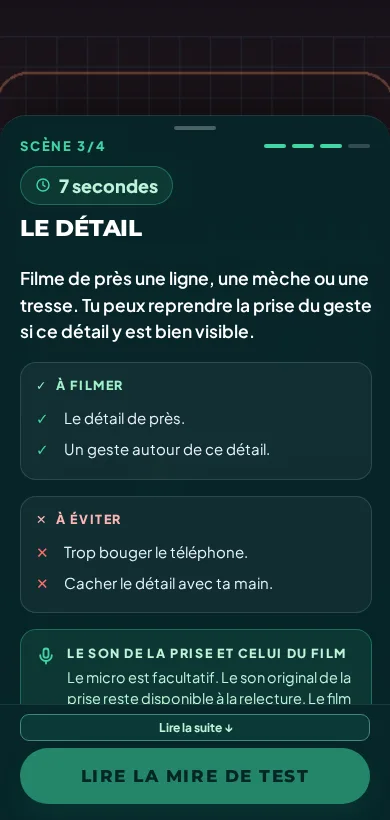 SCÈNE 3/4
7 secondes
LE DÉTAIL
Filme de près une ligne, une mèche ou une
tresse. Tu peux reprendre la prise du geste
si ce détail y est bien visible.
✓ À FILMER
✓ Le détail de près.
✓ Un geste autour de ce détail.
✕ À ÉVITER
✕ Trop bouger le téléphone.
✕ Cacher le détail avec ta main.
LE SON DE LA PRISE ET CELUI DU FILM
Le micro est facultatif. Le son original de la
prise reste disponible à la relecture. Le film
Lire la suite ↓
LIRE LA MIRE DE TEST